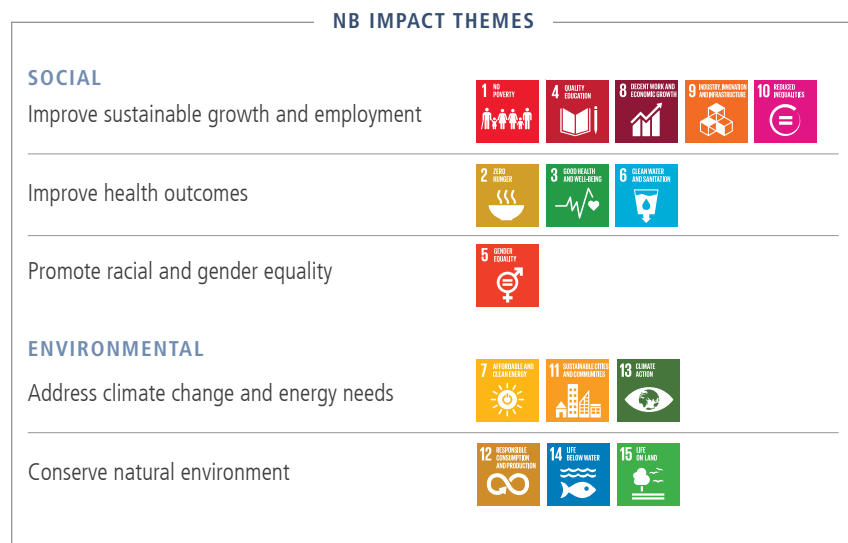 NB IMPACT THEMES
SOCIAL
Improve sustainable growth and employment
1 NO
POVERTY
4 QUALITY
EDUCATION
8 DECENT WORK AND
ECONOMIC GROWTH
9 INDUSTRY, INNOVATION
AND INFRASTRUCTURE
10 REDUCED
INEQUALITIES
Improve health outcomes
2 ZERO
HUNGER
3 GOOD HEALTH
AND WELL-BEING
6 CLEAN WATER
AND SANITATION
Promote racial and gender equality
5 GENDER
EQUALITY
ENVIRONMENTAL
Address climate change and energy needs
7 AFFORDABLE AND
CLEAN ENERGY
11 SUSTAINABLE CITIES
AND COMMUNITIES
13 CLIMATE
ACTION
Conserve natural environment
12 RESPONSIBLE
CONSUMPTION
AND PRODUCTION
14 LIFE
BELOW WATER
15 LIFE
ON LAND